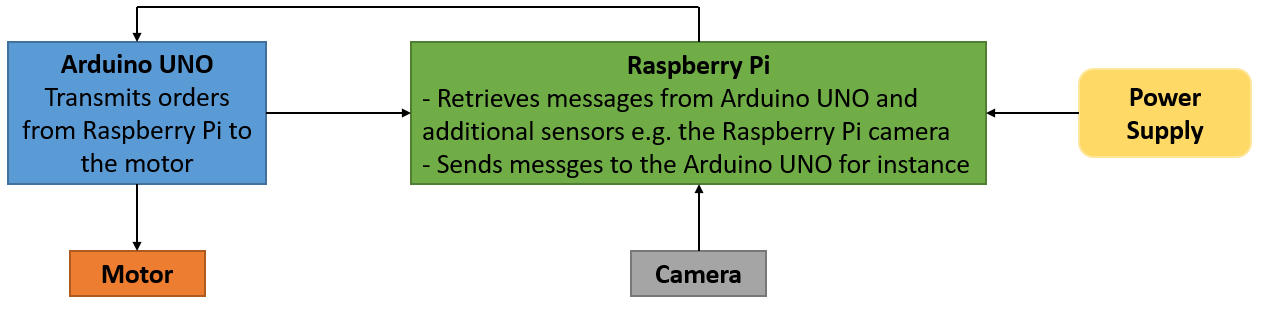 Arduino UNO
Transmits orders
from Raspberry Pi to
the motor
Raspberry Pi
- Retrieves messages from Arduino UNO and
additional sensors e.g. the Raspberry Pi camera
- Sends messges to the Arduino UNO for instance
Power
Supply
Motor
Camera